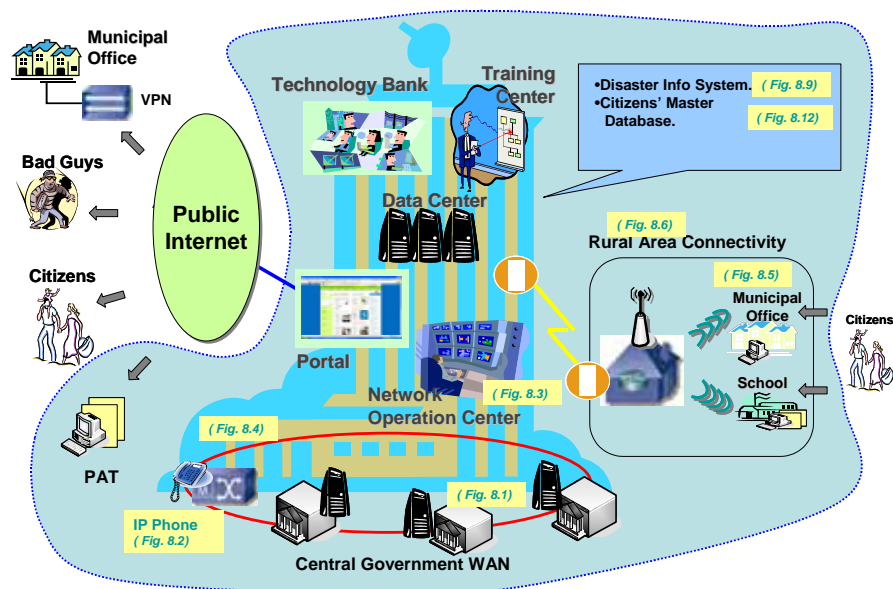 Municipal
Office
VPN
Bad Guys
Public
Internet
Citizens
PAT
Technology Bank
Training
Center
•Disaster Info System. ( Fig. 8.9)
•Citizens' Master ( Fig. 8.12)
Database.
Data Center
Portal
Network
Operation Center
( Fig. 8.3)
( Fig. 8.6)
Rural Area Connectivity
( Fig. 8.5)
Municipal
Office
School
Citizens
( Fig. 8.4)
IP Phone
( Fig. 8.2)
( Fig. 8.1)
Central Government WAN